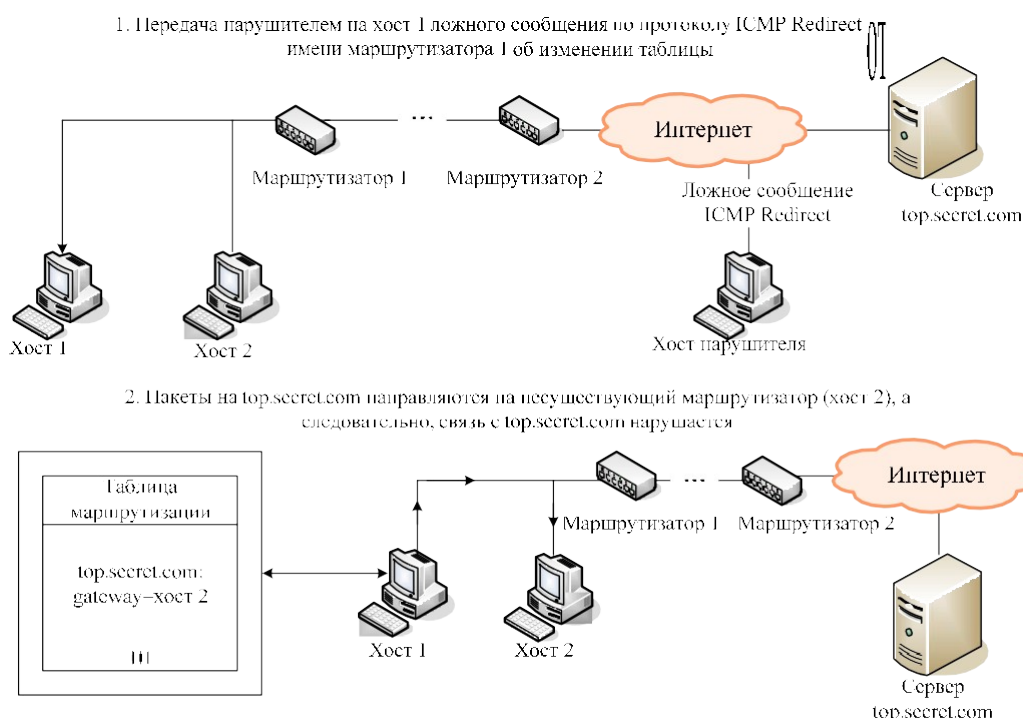 1. Передача нарушителем на хост 1 ложного сообщения по протоколу ICMP Redirect
имени маршрутизатора 1 об изменении таблицы
Интернет
...
Маршрутизатор 1
Маршрутизатор 2
Ложное сообщение
ICMP Redirect
Сервер
top.secret.com
Хост 1
Хост 2
Хост нарушителя
2. Пакеты на top.secret.com направляются на несуществующий маршрутизатор (хост 2), а
следовательно, связь с top.secret.com нарушается
Таблица
маршрутизации
top.secret.com:
gateway–хост 2
Интернет
...
Маршрутизатор 1
Маршрутизатор 2
Хост 1
Хост 2
Сервер
top.secret.com